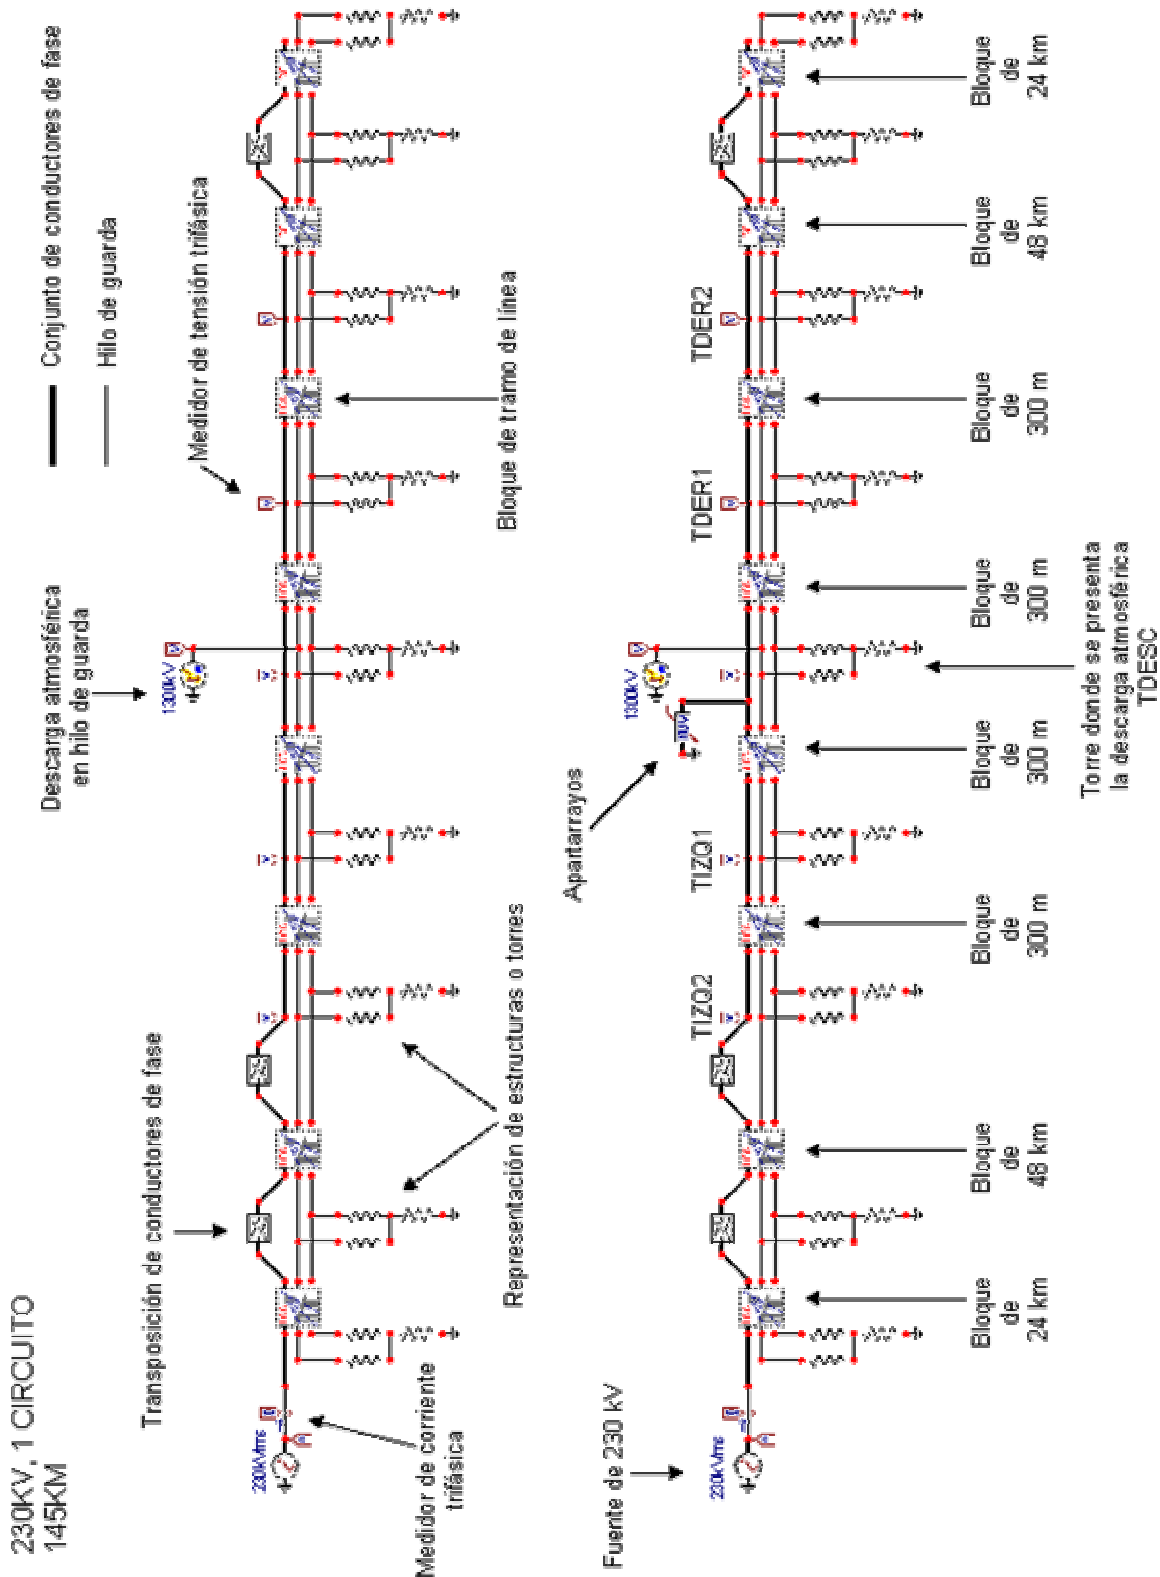 230KV, 1 CIRCUITO
145KM
Conjunto de conductores de fase
Hilo de guarda
Descarga atmosférica
en hilo de guarda
1300kV
Medidor de tensión trifásica
Transposición de conductores de fase
230kVrms
Medidor de corriente
trifásica
Representación de estructuras o torres
Bloque de tramo de línea
Fuente de 230 kV
Apartarrayos
1300kV
230kVrms
TIZQ2
TIZQ1
TDER1
TDER2
Bloque
de
24 km
Bloque
de
48 km
Bloque
de
300 m
Bloque
de
300 m
Bloque
de
300 m
Bloque
de
300 m
Bloque
de
48 km
Bloque
de
24 km
Torre donde se presenta
la descarga atmosférica
TDESC